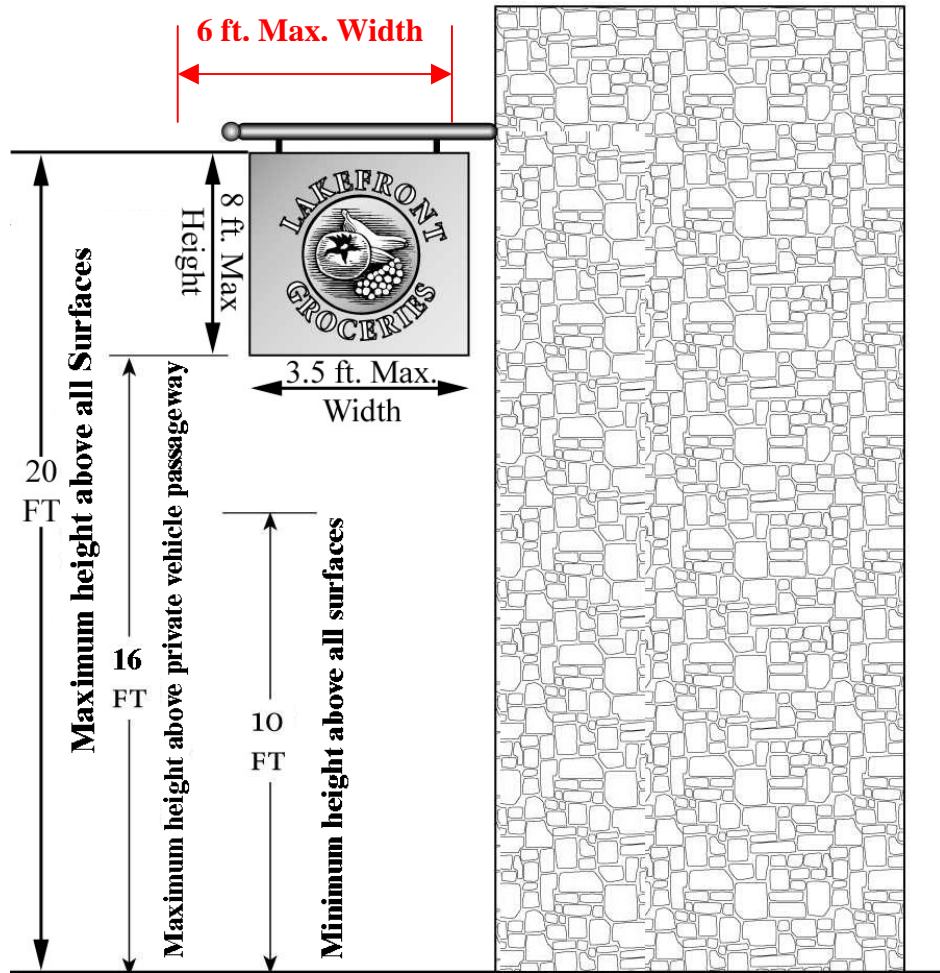 6 ft. Max. Width
LAKEFRONT
GROCERIES
8 ft. Max
Height
3.5 ft. Max.
Width
20
FT
Maximum height above all Surfaces
16
FT
Maximum height above private vehicle passageway
10
FT
Minimum height above all surfaces